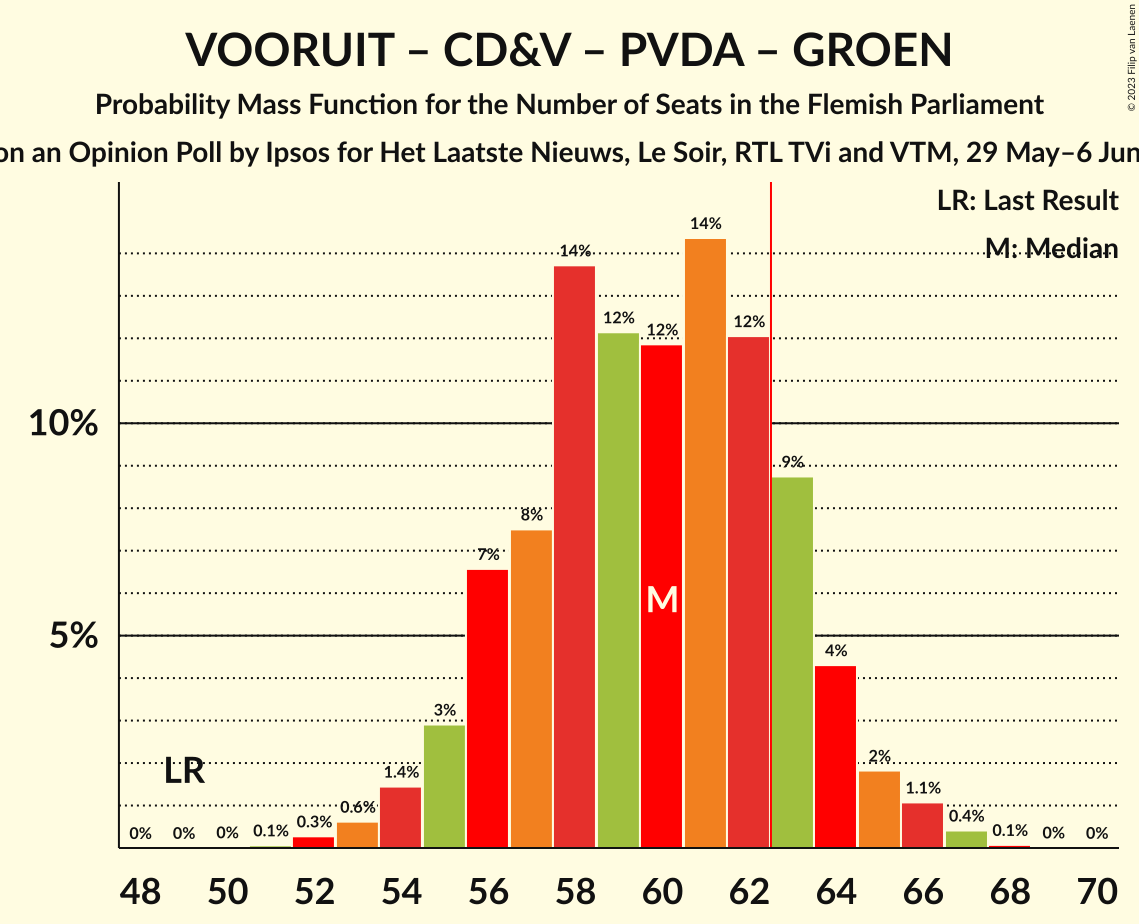 VOORUIT – CD&V – PVDA – GROEN
Probability Mass Function for the Number of Seats in the Flemish Parliament
on an Opinion Poll by Ipsos for Het Laatste Nieuws, Le Soir, RTL TVi and VTM, 29 May–6 Jun
© 2023 Filip van Laenen
LR: Last Result
M: Median
14%
14%
12%
12%
12%
10%
9%
8%
7%
M
5%
4%
3%
LR
2%
1.4%
1.1%
0.6%
0.4%
0% 0% 0% 0.1% 0.3% 0.1% 0% 0%
48 50 52 54 56 58 60 62 64 66 68 70